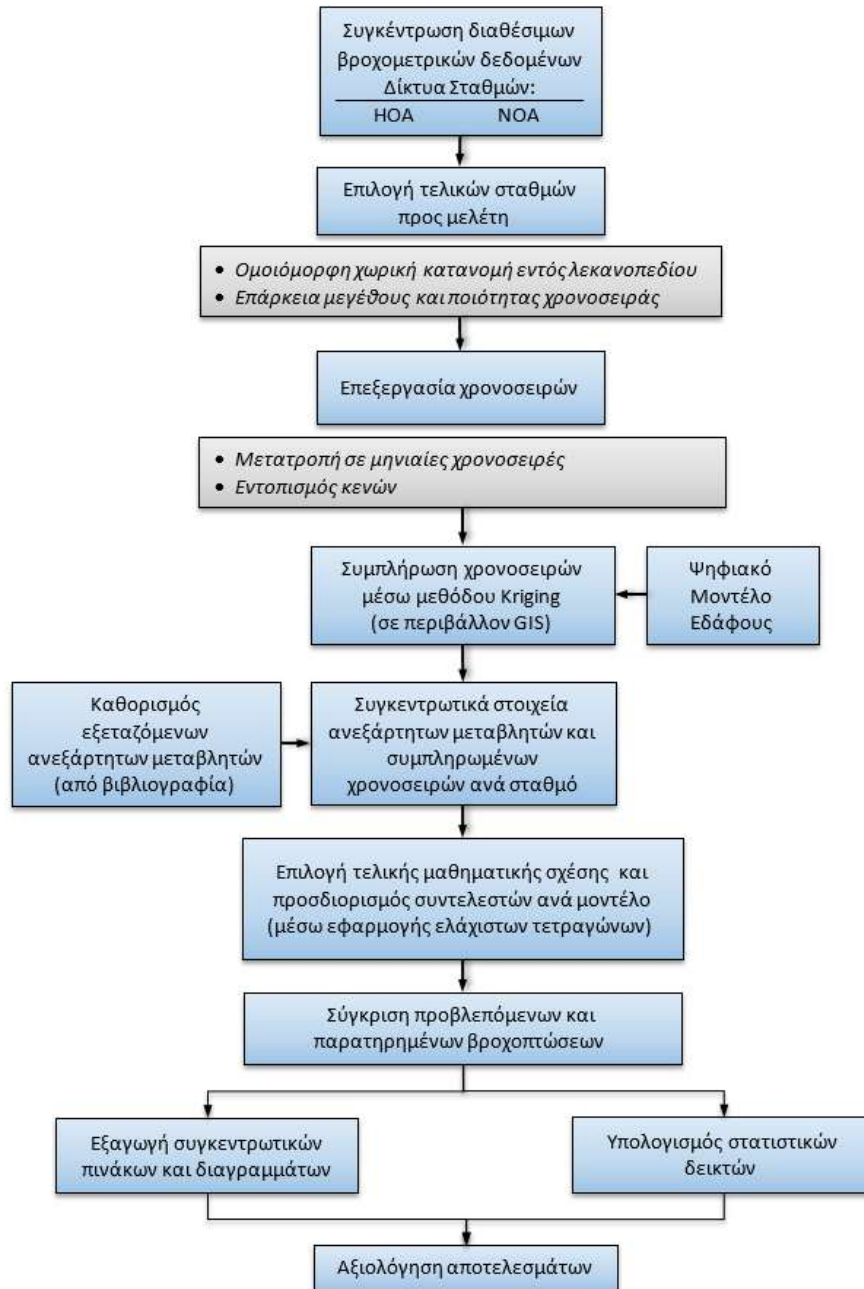 Συγκέντρωση διαθέσιμων
βροχομετρικών δεδομένων
Δίκτυα Σταθμών:
HOA NOA
Επιλογή τελικών σταθμών
προς μελέτη
• Ομοιόμορφη χωρική κατανομή εντός λεκανοπεδίου
• Επάρκεια μεγέθους και ποιότητας χρονοσειράς
Επεξεργασία χρονοσειρών
• Μετατροπή σε μηνιαίες χρονοσειρές
• Εντοπισμός κενών
Συμπλήρωση χρονοσειρών
μέσω μεθόδου Kriging
(σε περιβάλλον GIS)
Ψηφιακό
Μοντέλο
Εδάφους
Καθορισμός
εξεταζόμενων
ανεξάρτητων μεταβλητών
(από βιβλιογραφία)
Συγκεντρωτικά στοιχεία
ανεξάρτητων μεταβλητών και
συμπληρωμένων
χρονοσειρών ανά σταθμό
Επιλογή τελικής μαθηματικής σχέσης και
προσδιορισμός συντελεστών ανά μοντέλο
(μέσω εφαρμογής ελάχιστων τετραγώνων)
Σύγκριση προβλεπόμενων και
παρατηρημένων βροχοπτώσεων
Εξαγωγή συγκεντρωτικών
πινάκων και διαγραμμάτων
Υπολογισμός στατιστικών
δεικτών
Αξιολόγηση αποτελεσμάτων